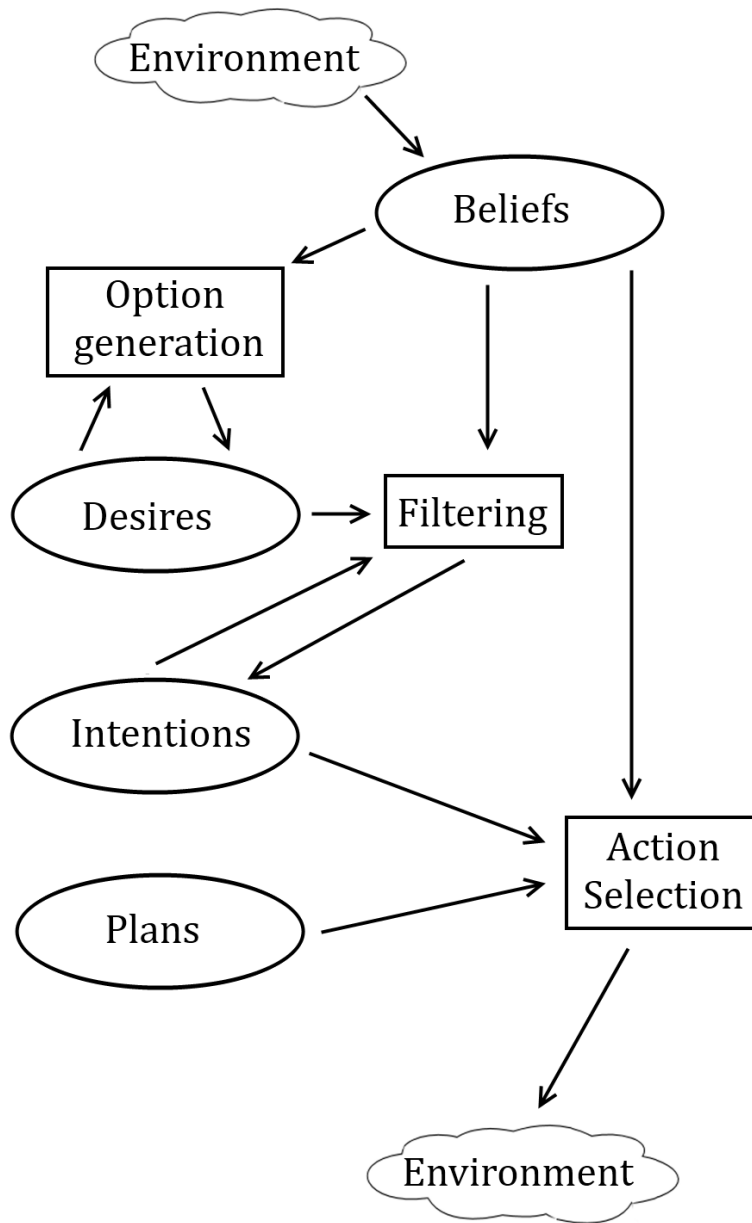 Environment
Beliefs
Option
generation
Desires
Filtering
Intentions
Action
Selection
Plans
Environment